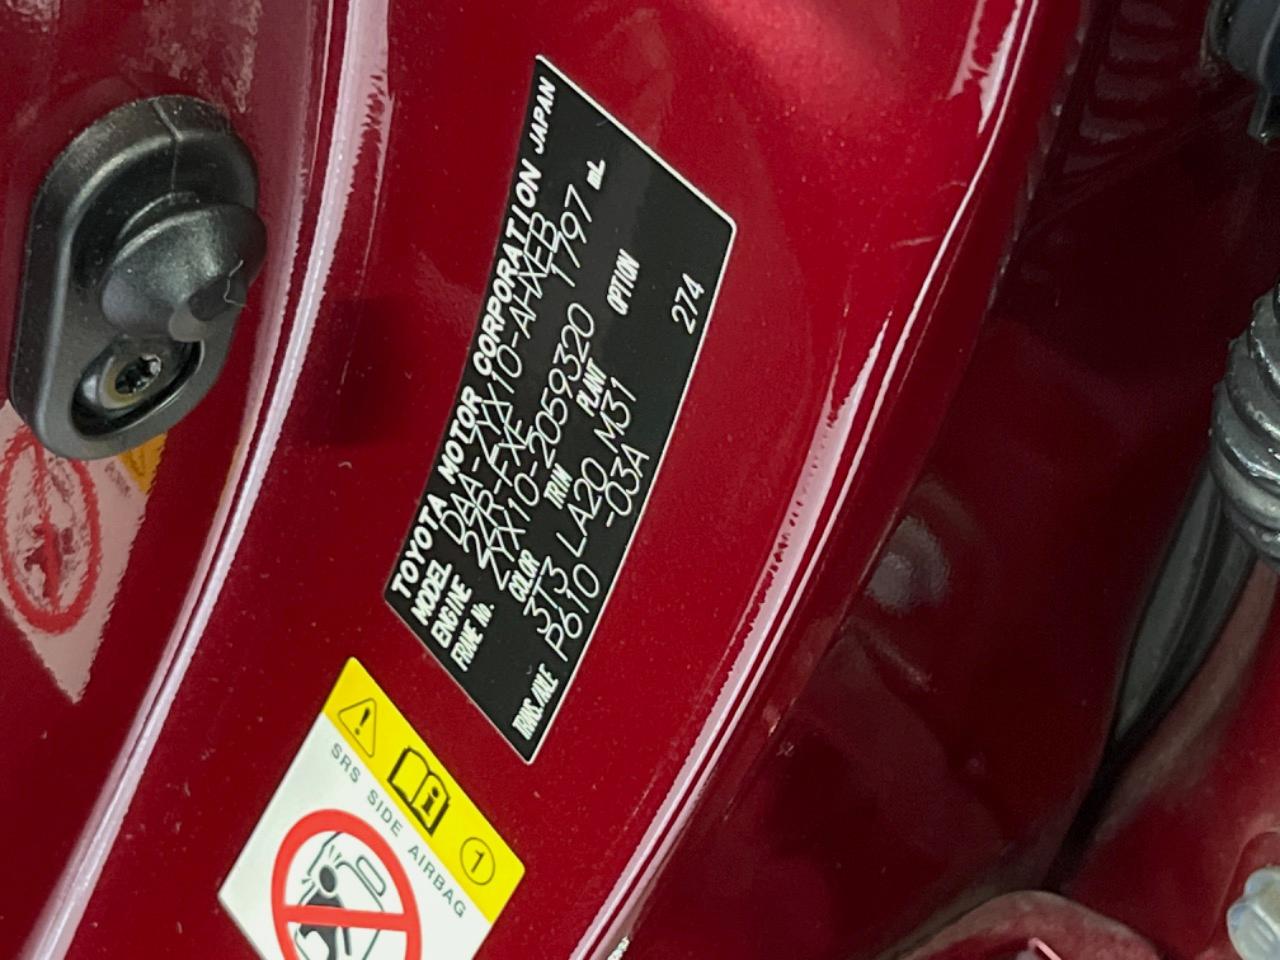 TOYOTA MOTOR CORPORATION JAPAN
MODEL DAA-ZYX10-AHXEB
ENGINE 2ZR-FXE 1797 mL
FRAME No. ZYX10-2059320
COLOR TRIM PLANT OPTION
3T3 LA20 M31
TRANS./AXLE P610 -03A 274
SRS SIDE AIRBAG
1